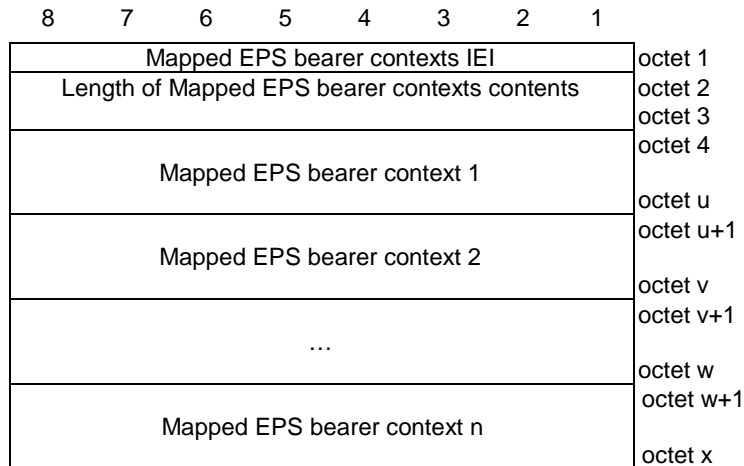 8 7 6 5 4 3 2 1
Mapped EPS bearer contexts IEI octet 1
Length of Mapped EPS bearer contexts contents octet 2
octet 3
octet 4
Mapped EPS bearer context 1
octet u
octet u+1
Mapped EPS bearer context 2
octet v
octet v+1
…
octet w
octet w+1
Mapped EPS bearer context n
octet x